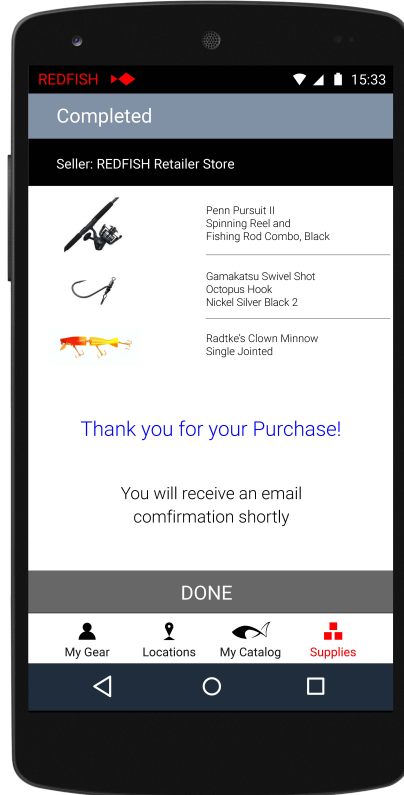 REDFISH
15:33
Completed
Seller: REDFISH Retailer Store
Penn Pursuit II
Spinning Reel and
Fishing Rod Combo, Black
Gamakatsu Swivel Shot
Octopus Hook
Nickel Silver Black 2
Radtke's Clown Minnow
Single Jointed
Thank you for your Purchase!
You will receive an email
comfirmation shortly
DONE
My Gear
Locations
My Catalog
Supplies